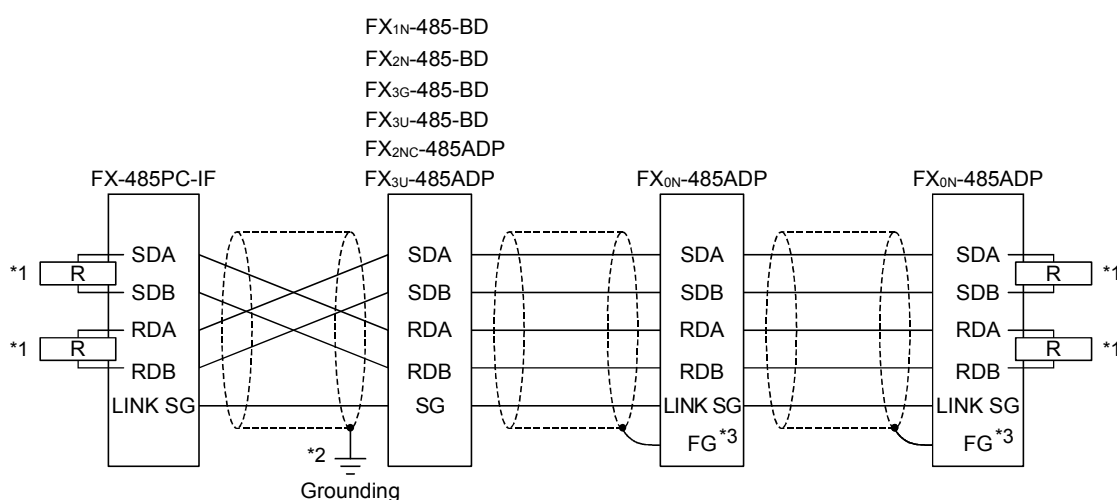 FX1N-485-BD
FX2N-485-BD
FX3G-485-BD
FX3U-485-BD
FX2NC-485ADP
FX-485PC-IF FX3U-485ADP FX0N-485ADP FX0N-485ADP
SDA SDA SDA SDA
*1 R R *1
SDB SDB SDB SDB
RDA RDA RDA RDA
*1 R R *1
RDB RDB RDB RDB
LINK SG SG LINK SG LINK SG
FG*3 FG*3
*2
Grounding